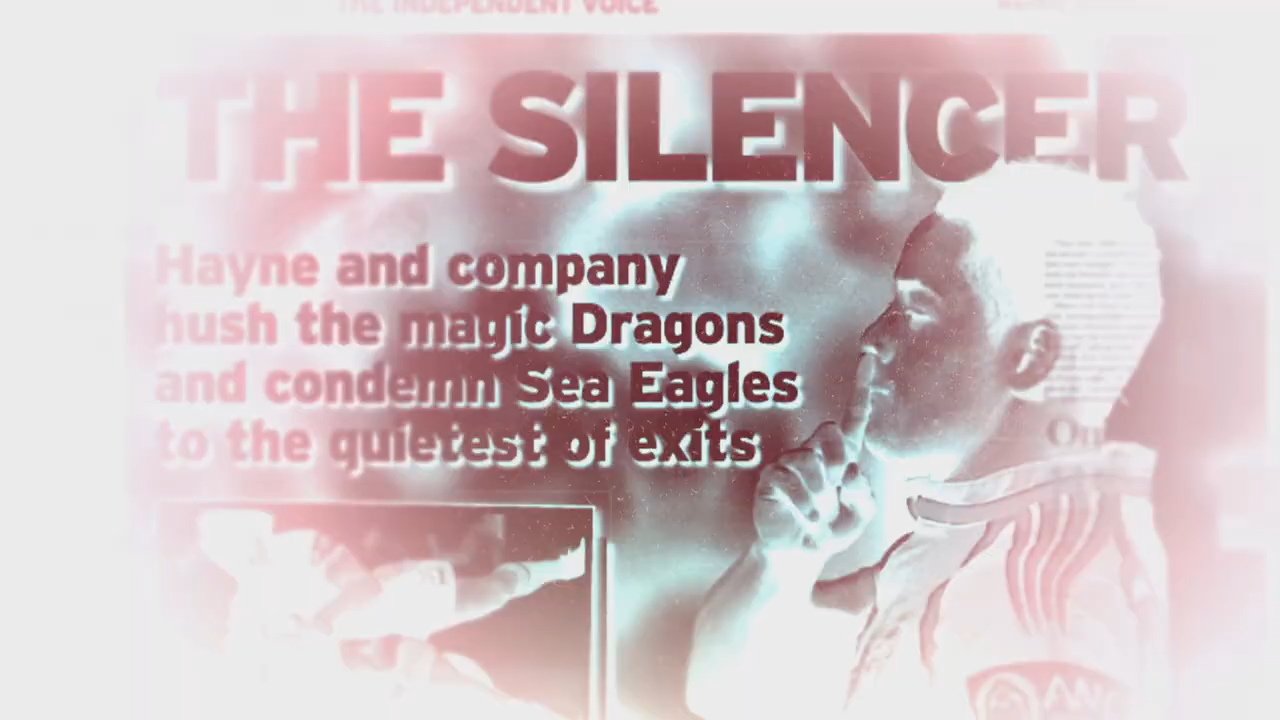 THE INDEPENDENT VOICE
THE SILENCER
Hayne and company
hush the magic Dragons
and condemn Sea Eagles
to the quietest of exits
On